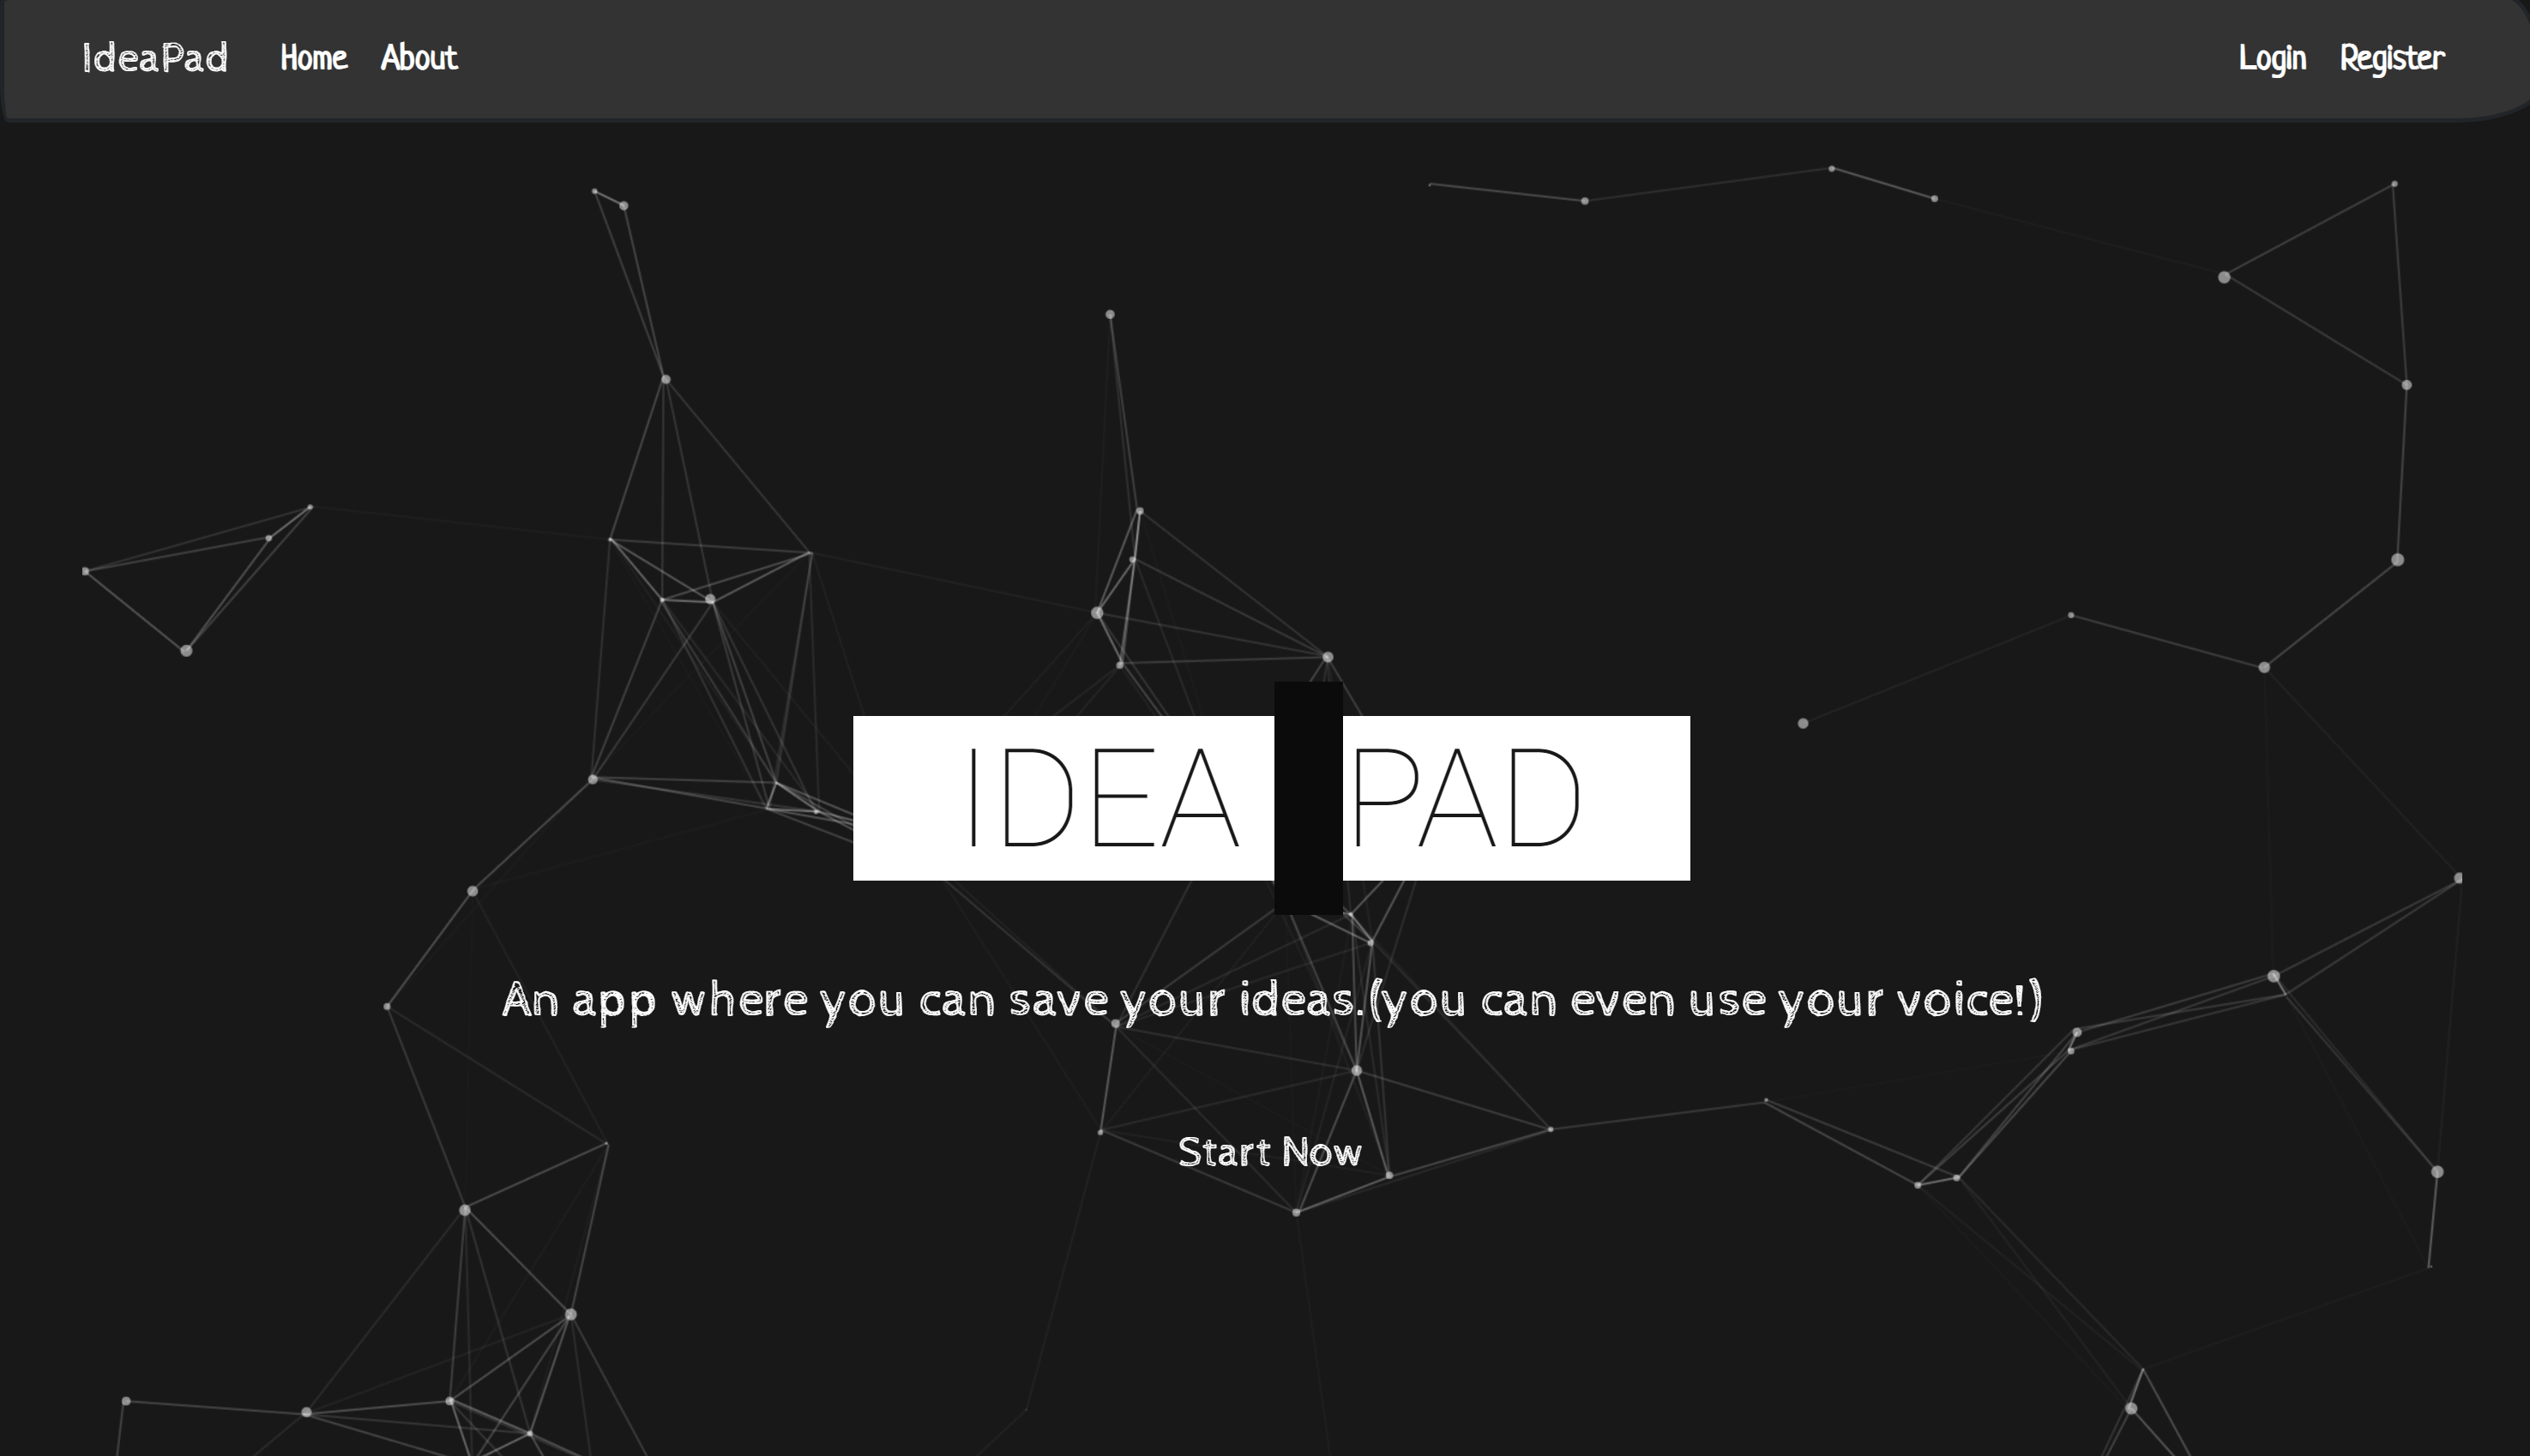 IdeaPad Home About Login Register
IDEA PAD
An app where you can save your ideas.(you can even use your voice!)
Start Now